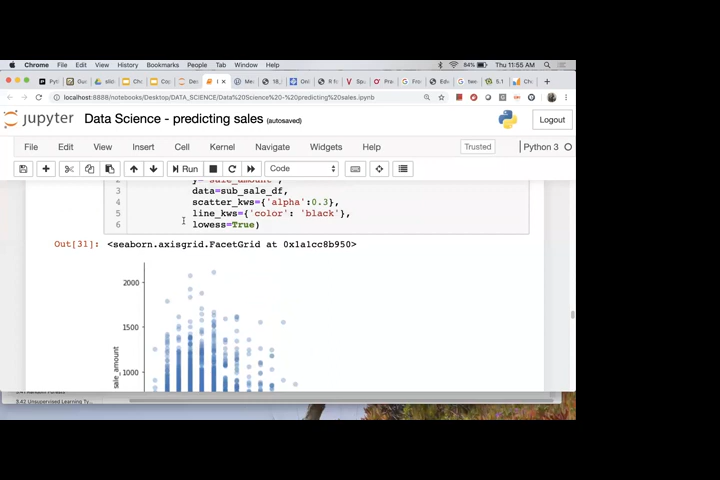 Chrome File Edit View History Bookmarks People Tab Window Help
84% Thu 11:55 AM
localhost:8888/notebooks/Desktop/DATA_SCIENCE/Data%20Science%20-%20predicting%20sales.ipynb
jupyter Data Science - predicting sales (autosaved)
Logout
File Edit View Insert Cell Kernel Navigate Widgets Help
Trusted
Python 3
Run
Code
3 data=sub_sale_df,
4 scatter_kws={'alpha':0.3},
5 line_kws={'color': 'black'},
6 lowess=True)
Out[31]: <seaborn.axisgrid.FacetGrid at 0x1a1cc8b950>
2000
1500
1000
sale_amount